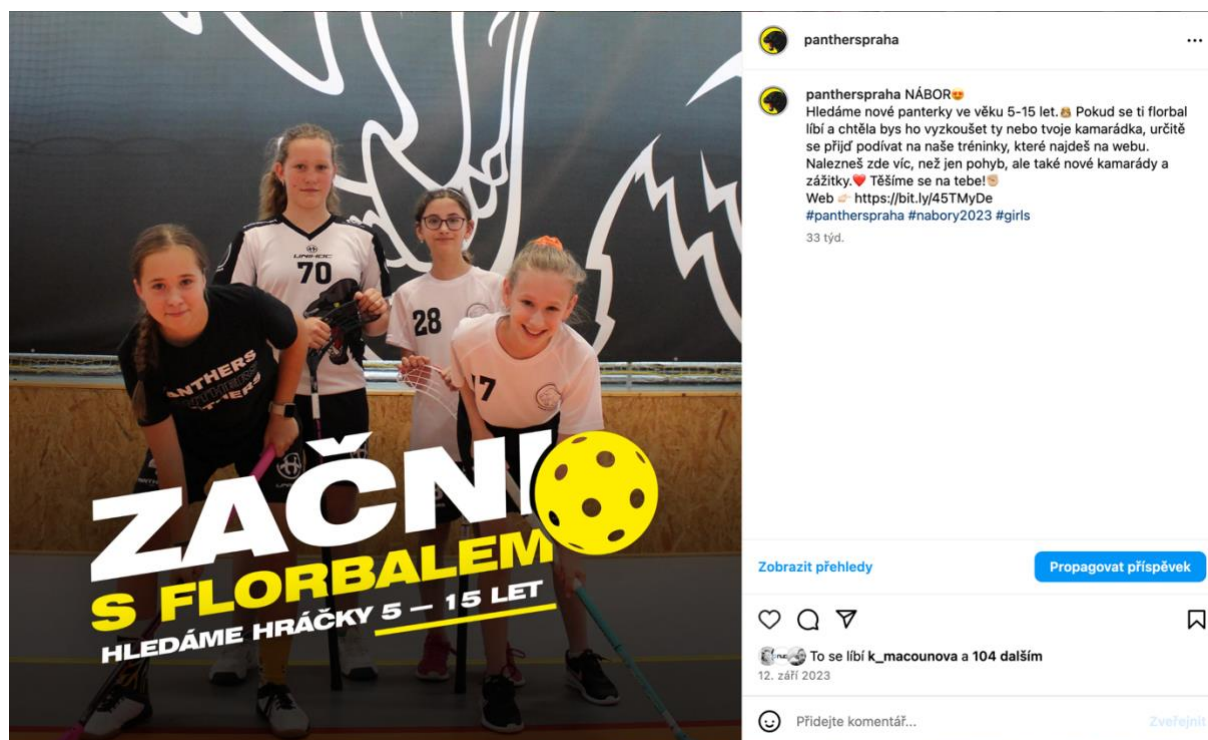 UNIHOC
70
28
17
PANTHERS
PANTHERS
PANTHERS
ZAČNI
S FLORBALEM
HLEDÁME HRÁČKY 5 – 15 LET
pantherspraha
pantherspraha NÁBOR😍
Hledáme nové panterky ve věku 5-15 let.🐯 Pokud se ti florbal
líbí a chtěla bys ho vyzkoušet ty nebo tvoje kamarádka, určitě
se přijď podívat na naše tréninky, které najdeš na webu.
Nalezneš zde víc, než jen pohyb, ale také nové kamarády a
zážitky.❤️ Těšíme se na tebe!✊🏻
Web 👉🏻 https://bit.ly/45TMyDe
#pantherspraha #nabory2023 #girls
33 týd.
Zobrazit přehledy
Propagovat příspěvek
To se líbí k_macounova a 104 dalším
12. září 2023
Přidejte komentář...
Zveřejnit